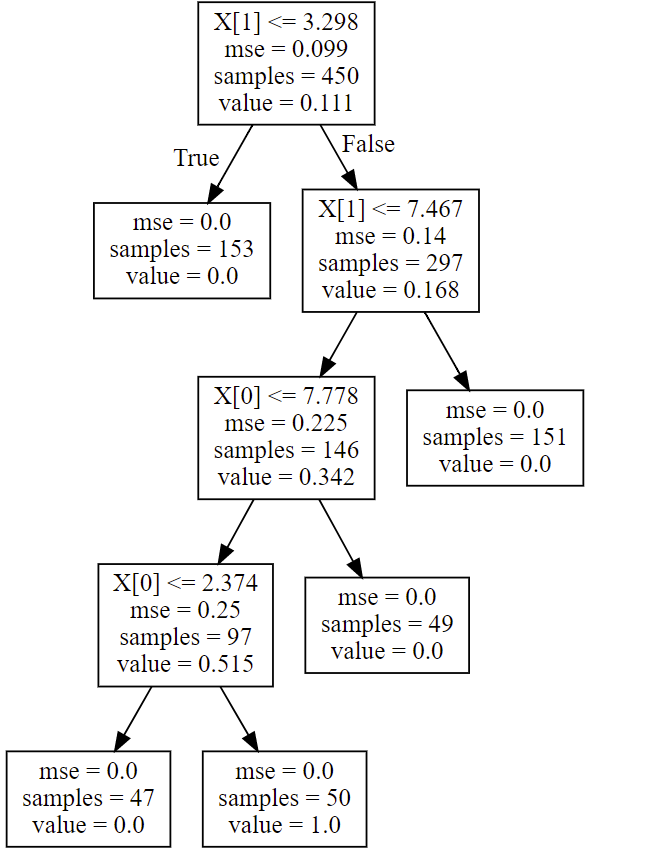 X[1] <= 3.298
mse = 0.099
samples = 450
value = 0.111
True
False
mse = 0.0
samples = 153
value = 0.0
X[1] <= 7.467
mse = 0.14
samples = 297
value = 0.168
X[0] <= 7.778
mse = 0.225
samples = 146
value = 0.342
mse = 0.0
samples = 151
value = 0.0
X[0] <= 2.374
mse = 0.25
samples = 97
value = 0.515
mse = 0.0
samples = 49
value = 0.0
mse = 0.0
samples = 47
value = 0.0
mse = 0.0
samples = 50
value = 1.0